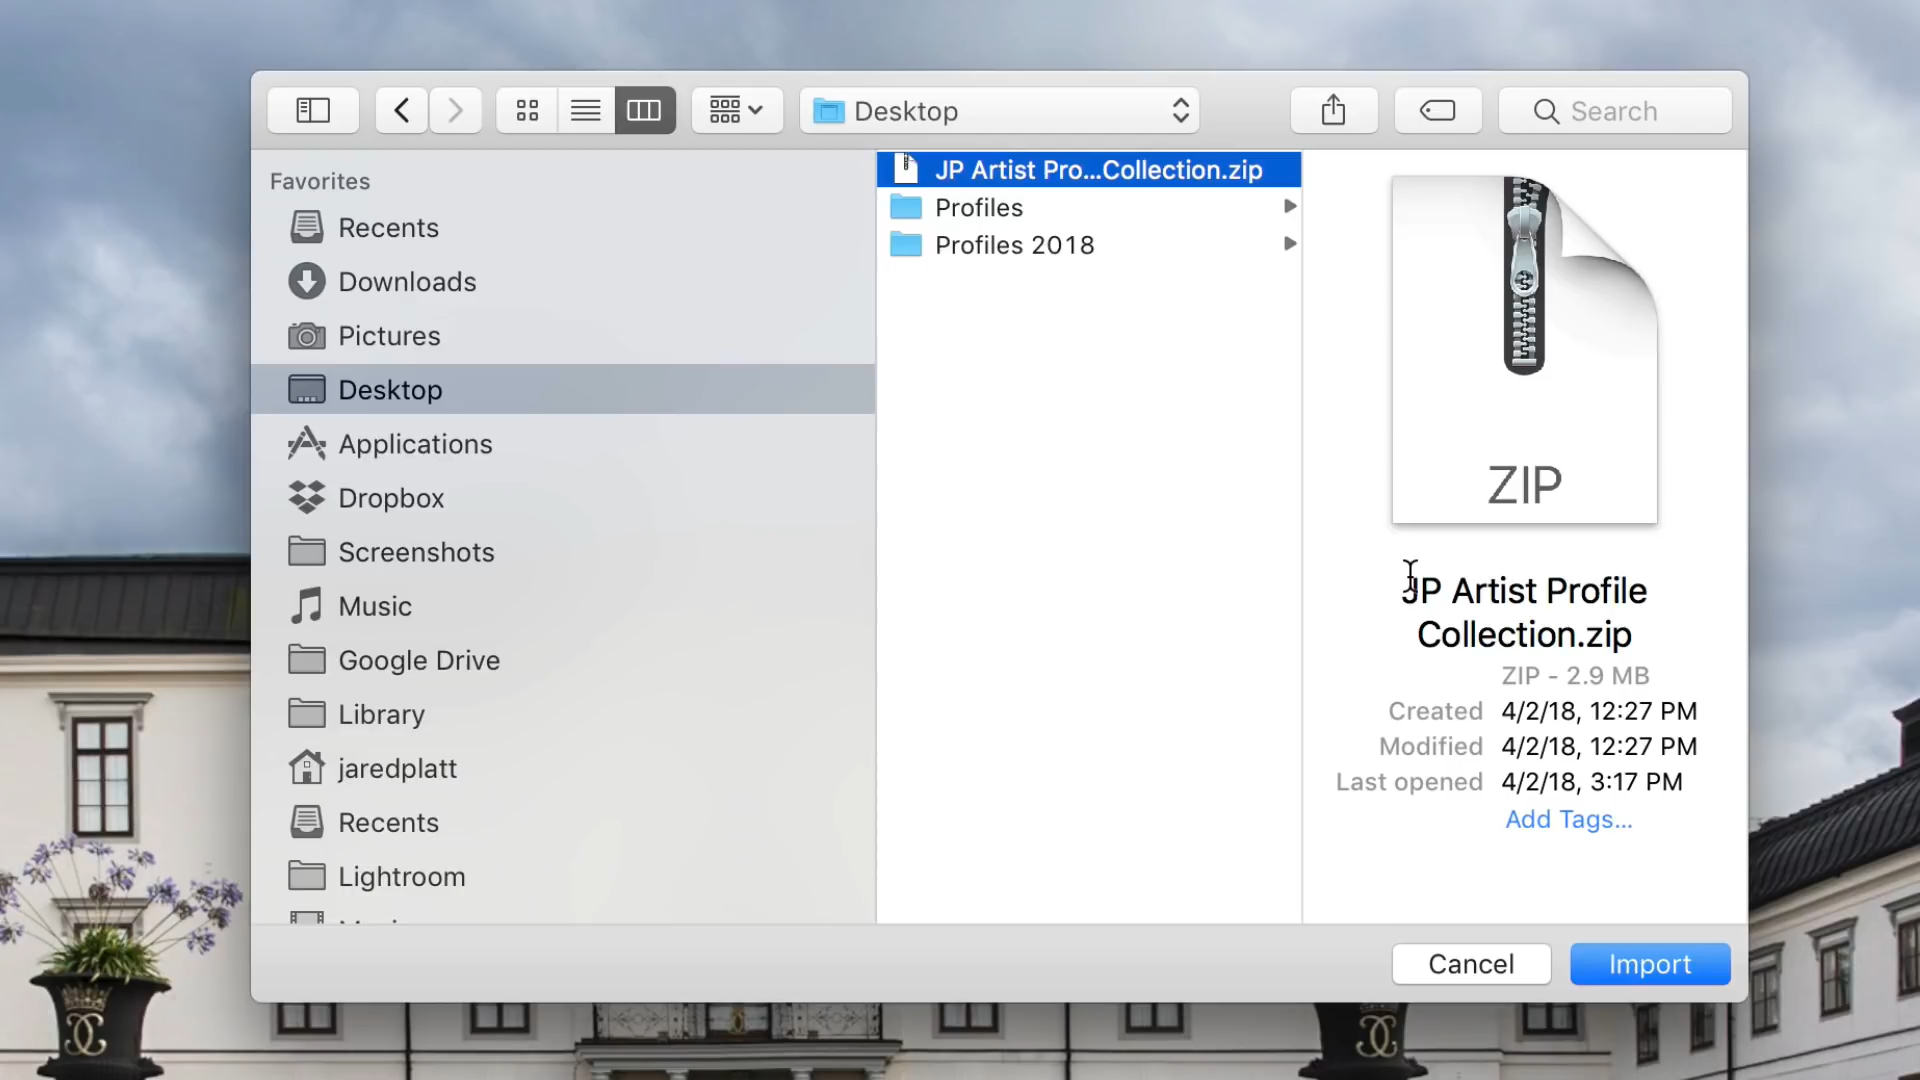 Desktop
Search
Favorites
Recents
Downloads
Pictures
Desktop
Applications
Dropbox
Screenshots
Music
Google Drive
Library
jaredplatt
Recents
Lightroom
JP Artist Pro...Collection.zip
Profiles
Profiles 2018
ZIP
JP Artist Profile
Collection.zip
ZIP - 2.9 MB
Created 4/2/18, 12:27 PM
Modified 4/2/18, 12:27 PM
Last opened 4/2/18, 3:17 PM
Add Tags...
Cancel
Import